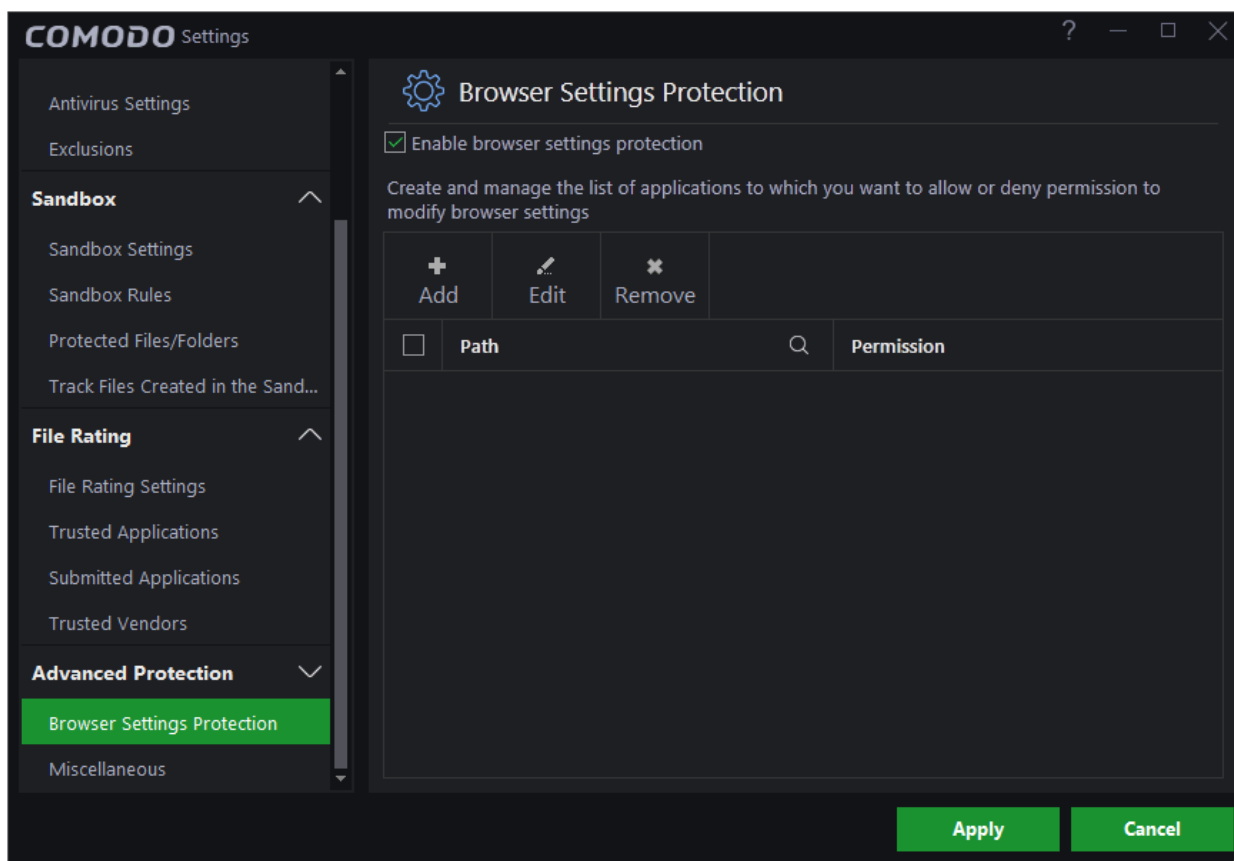 COMODO Settings
?
Antivirus Settings
Exclusions
Sandbox
Sandbox Settings
Sandbox Rules
Protected Files/Folders
Track Files Created in the Sand...
File Rating
File Rating Settings
Trusted Applications
Submitted Applications
Trusted Vendors
Advanced Protection
Browser Settings Protection
Miscellaneous
Browser Settings Protection
Enable browser settings protection
Create and manage the list of applications to which you want to allow or deny permission to
modify browser settings
Add Edit Remove
Path Permission
Apply Cancel